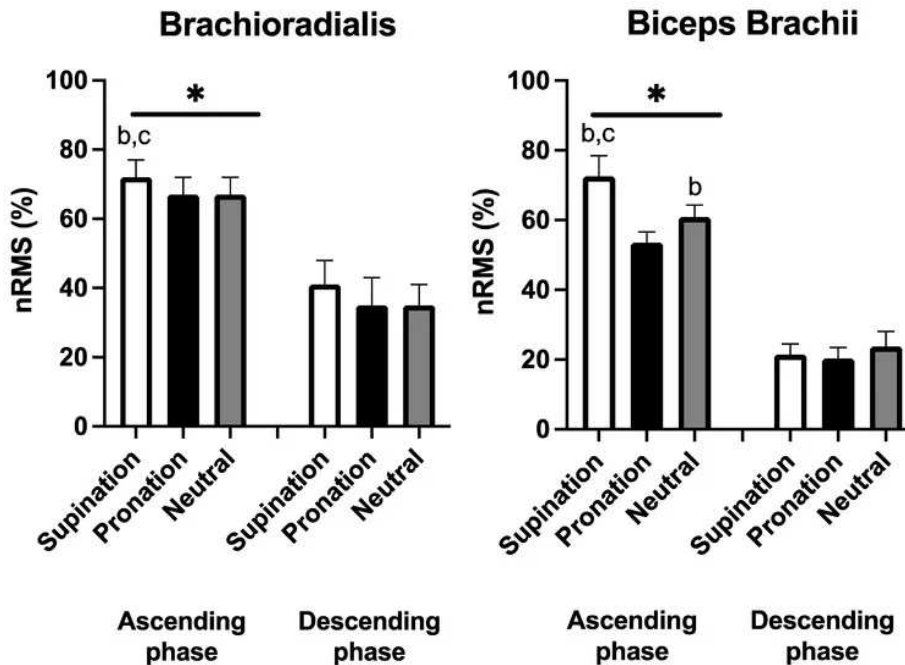 Brachioradialis
nRMS (%)
100
80
60
40
20
0
*
b,c
Supination
Pronation
Neutral
Supination
Pronation
Neutral
Ascending
phase
Descending
phase
Biceps Brachii
nRMS (%)
100
80
60
40
20
0
*
b,c
b
Supination
Pronation
Neutral
Supination
Pronation
Neutral
Ascending
phase
Descending
phase